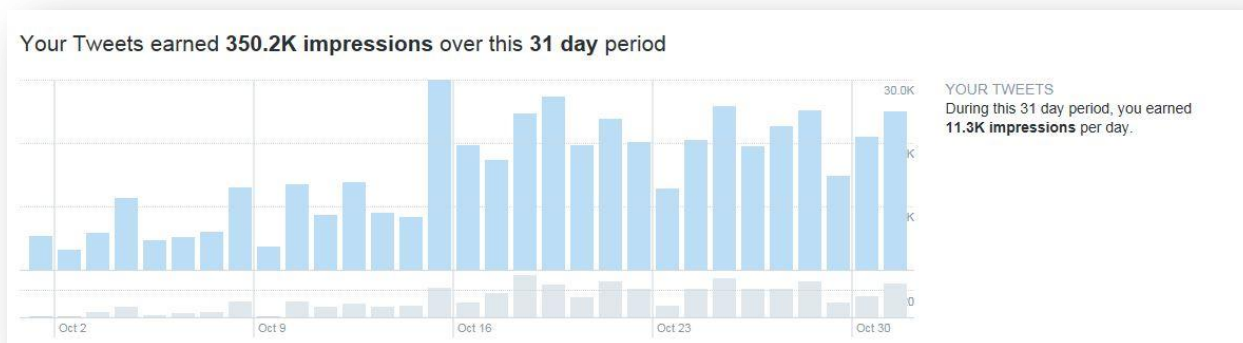 Your Tweets earned 350.2K impressions over this 31 day period
30.0K
K
K
0
Oct 2
Oct 9
Oct 16
Oct 23
Oct 30
YOUR TWEETS
During this 31 day period, you earned
11.3K impressions per day.